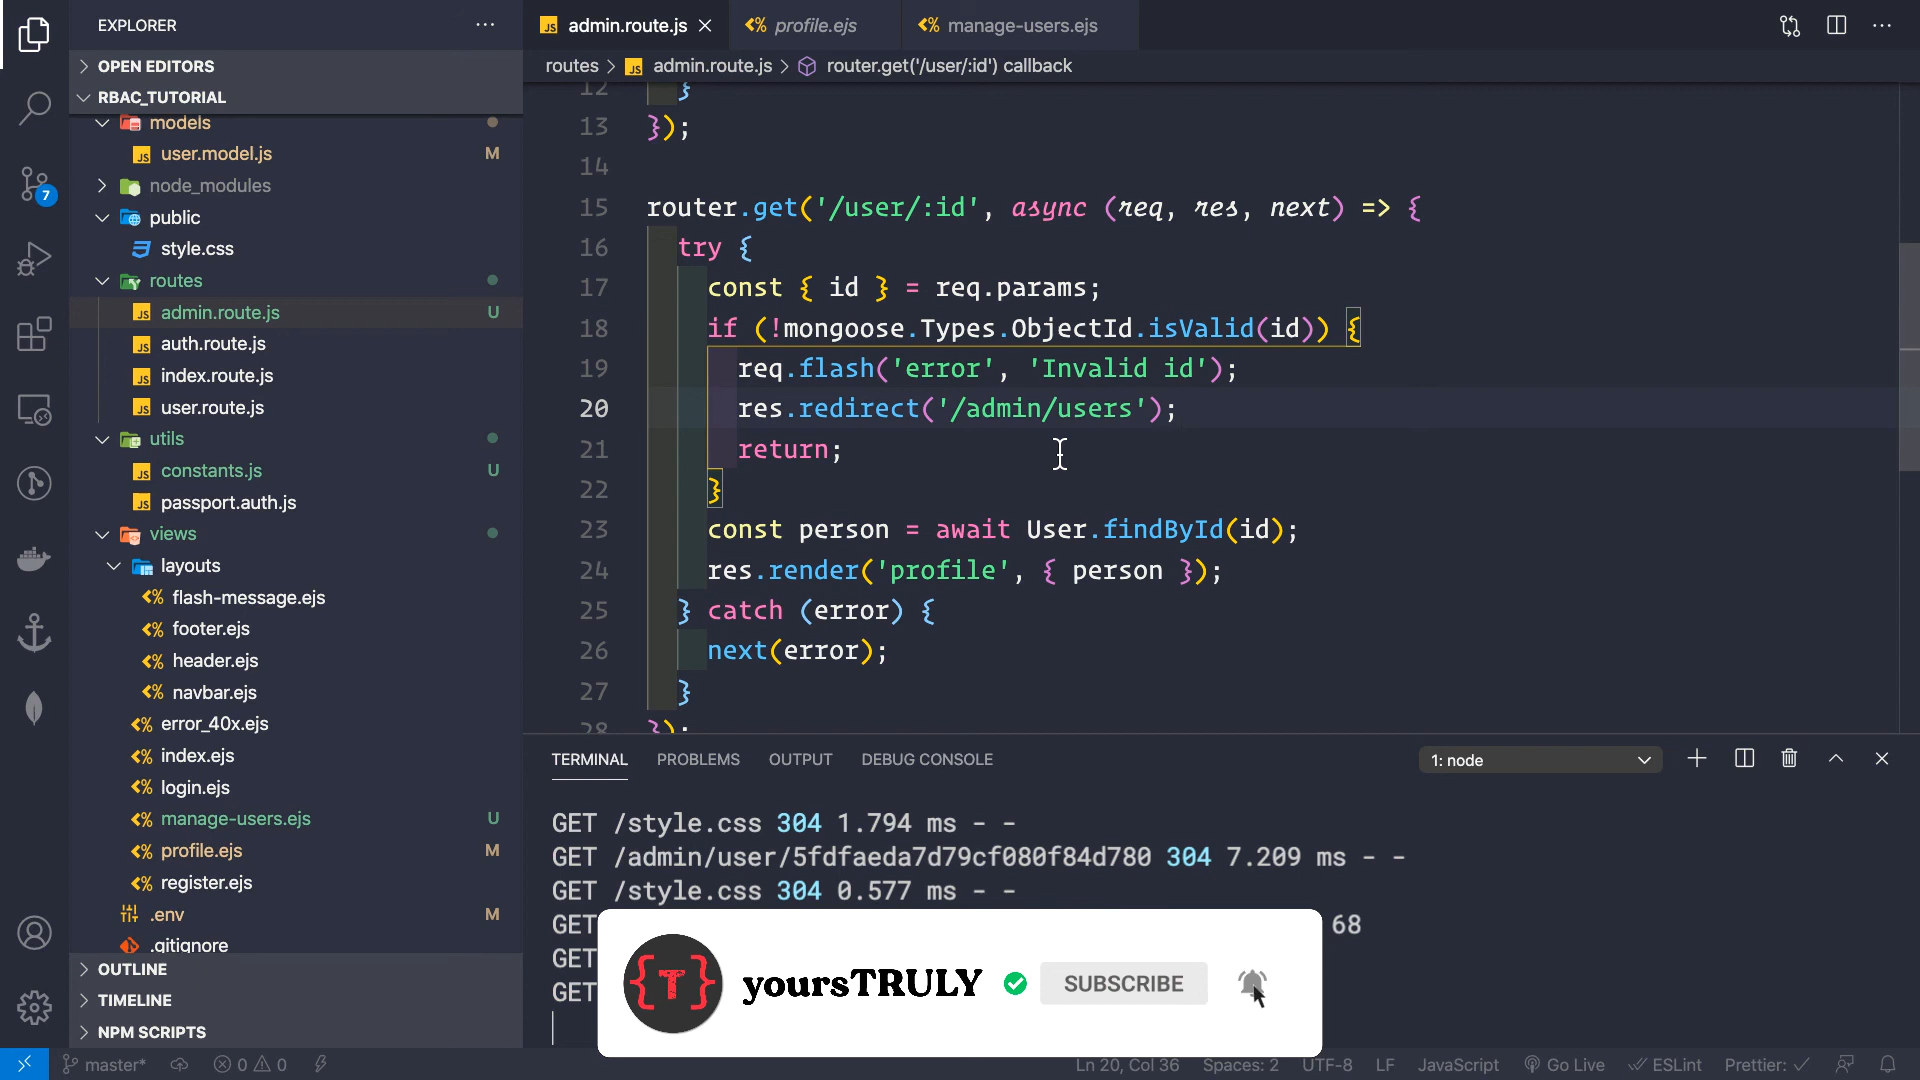 EXPLORER
admin.route.js
profile.ejs
manage-users.ejs
OPEN EDITORS
routes > admin.route.js > router.get('/user/:id') callback
RBAC_TUTORIAL
models
user.model.js M
node_modules
public
style.css
routes
admin.route.js U
auth.route.js
index.route.js
user.route.js
utils
constants.js U
passport.auth.js
views
layouts
flash-message.ejs
footer.ejs
header.ejs
navbar.ejs
error_40x.ejs
index.ejs
login.ejs
manage-users.ejs U
profile.ejs M
register.ejs
.env M
.gitignore
OUTLINE
TIMELINE
NPM SCRIPTS
7
12 }
13 });
14
15 router.get('/user/:id', async (req, res, next) => {
16 try {
17 const { id } = req.params;
18 if (!mongoose.Types.ObjectId.isValid(id)) {
19 req.flash('error', 'Invalid id');
20 res.redirect('/admin/users');
21 return;
22 }
23 const person = await User.findById(id);
24 res.render('profile', { person });
25 } catch (error) {
26 next(error);
27 }
28 });
TERMINAL PROBLEMS OUTPUT DEBUG CONSOLE 1: node
GET /style.css 304 1.794 ms - -
GET /admin/user/5fdfaeda7d79cf080f84d780 304 7.209 ms - -
GET /style.css 304 0.577 ms - -
GET 68
GET
GET
{T} yoursTRULY SUBSCRIBE
master* 0 0 Ln 20, Col 36 Spaces: 2 UTF-8 LF JavaScript Go Live ESLint Prettier: ✓